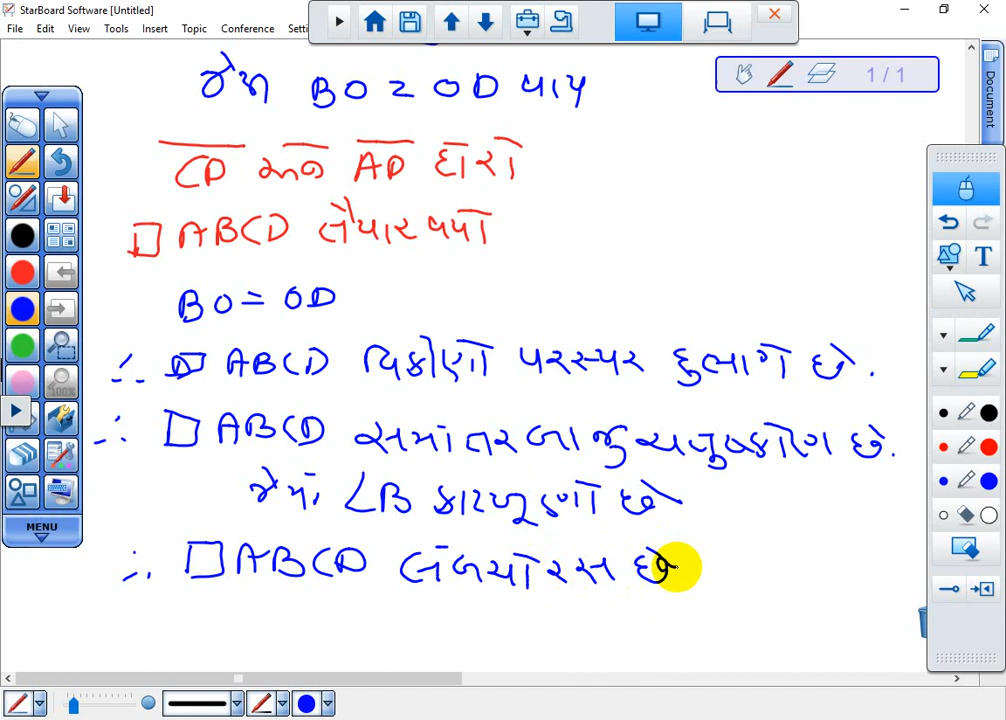 StarBoard Software [Untitled]
File Edit View Tools Insert Topic Conference
1 / 1
Document
જેથી BO = OD થાય
CD અને AD દોરો
□ ABCD તૈયાર થયો
BO = OD
∴ □ ABCD વિકર્ણો પરસ્પર દુભાગે છે.
∴ □ ABCD સમાંતરબાજુ ચતુષ્કોણ છે.
જેમાં ∠B કાટખૂણો છે
∴ □ ABCD લંબચોરસ છે
T
100%
MENU